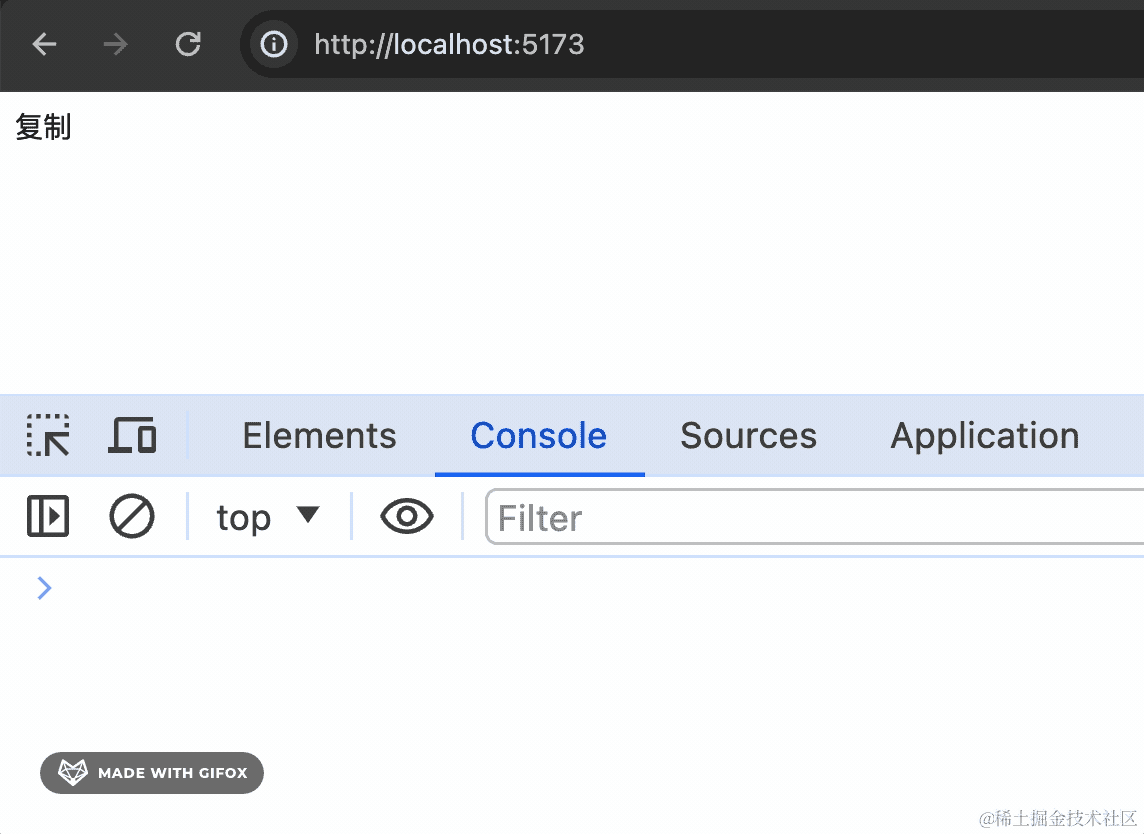 http://localhost:5173
复制
Elements Console Sources Application
top Filter
MADE WITH GIFOX
@稀土掘金技术社区